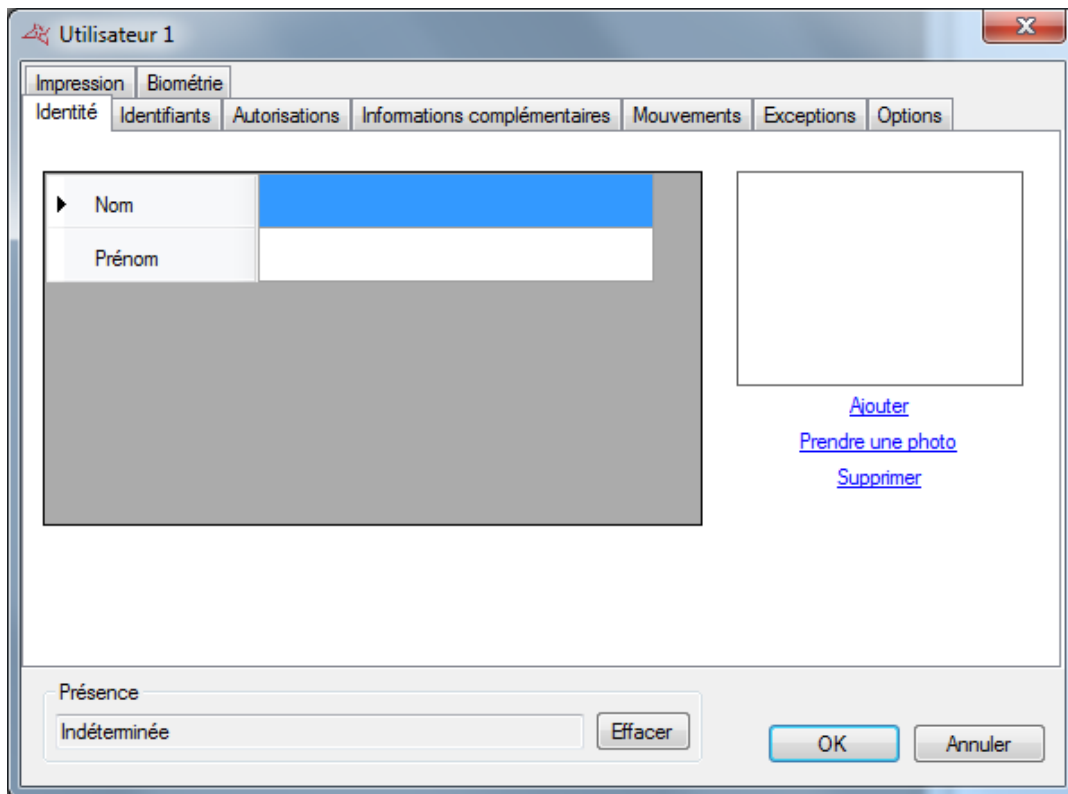 Utilisateur 1
Impression Biométrie
Identité Identifiants Autorisations Informations complémentaires Mouvements Exceptions Options
Nom
Prénom
Ajouter
Prendre une photo
Supprimer
Présence
Indéterminée Effacer
OK Annuler